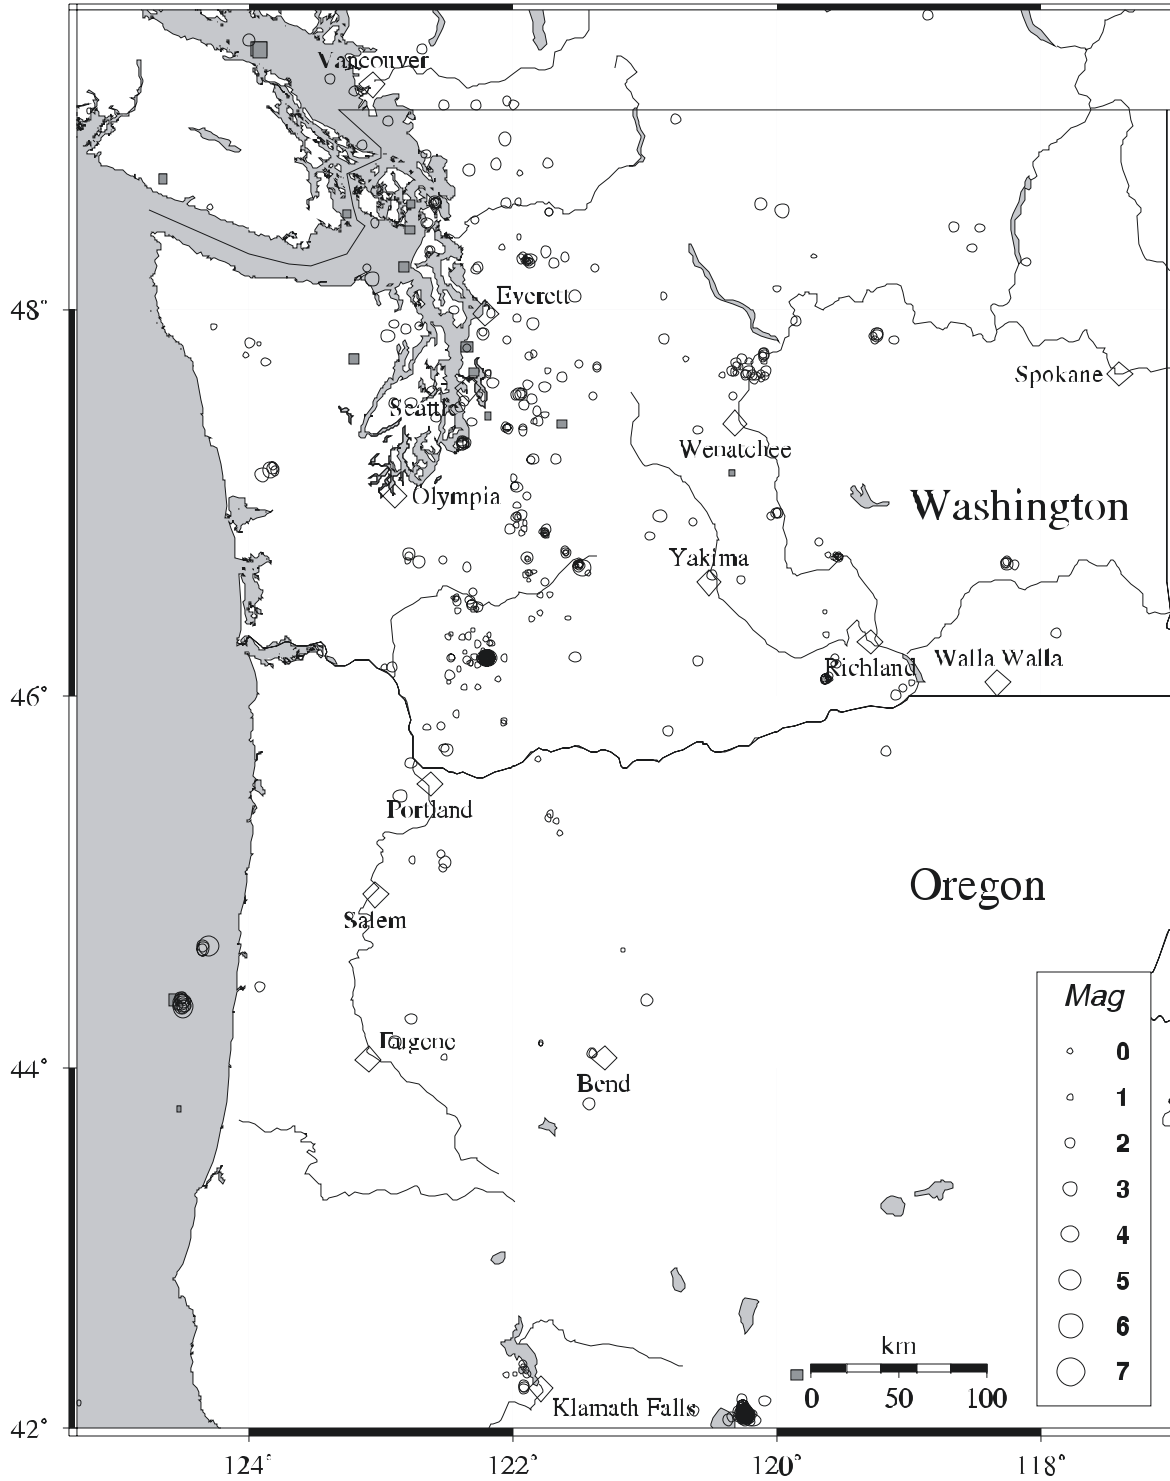 Vancouver
Everett
48°
Spokane
Seattle
Wenatchee
Olympia
Washington
Yakima
Walla Walla
Richland
46°
Portland
Oregon
Salem
Mag
Eugene
0
44°
Bend
1
2
3
4
5
6
km
7
0 50 100
Klamath Falls
42°
124° 122° 120° 118°